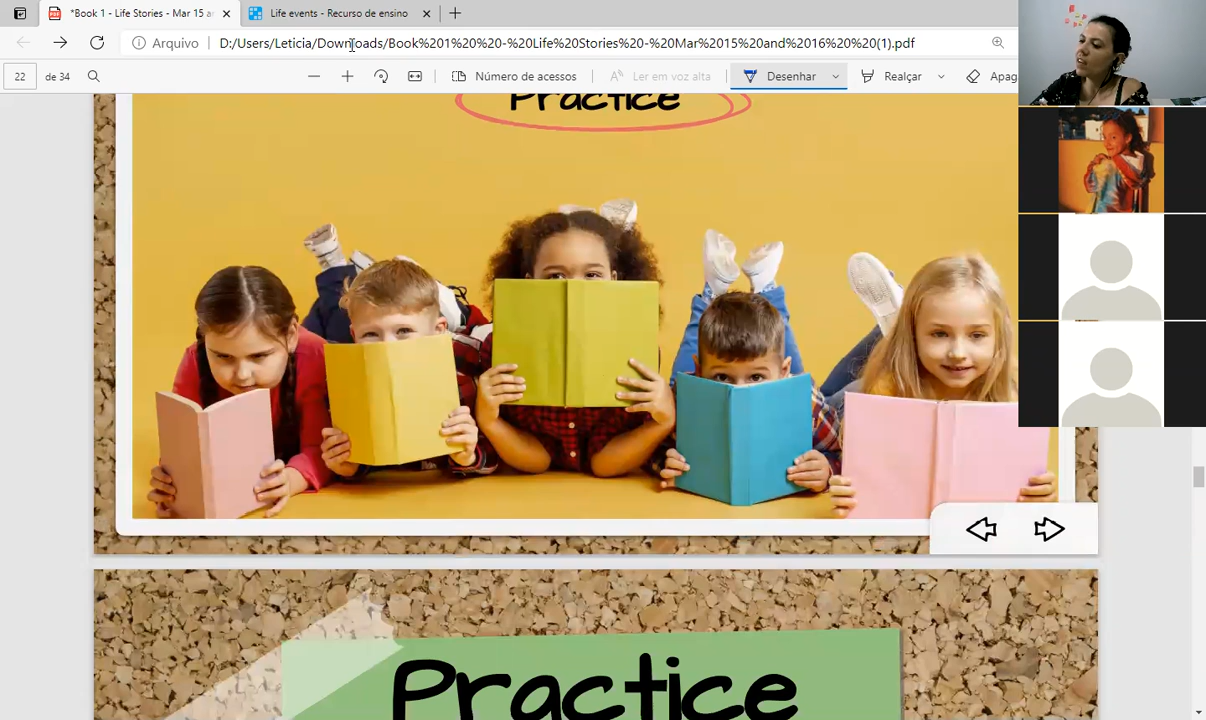 *Book 1 - Life Stories - Mar 15 a
Life events - Recurso de ensino
Arquivo
D:/Users/Leticia/Downloads/Book%201%20%20-%20Life%20Stories%20-%20Mar%2015%20and%2016%20%20(1).pdf
22
de 34
Número de acessos
Ler em voz alta
Desenhar
Realçar
Apag
Practice
Practice